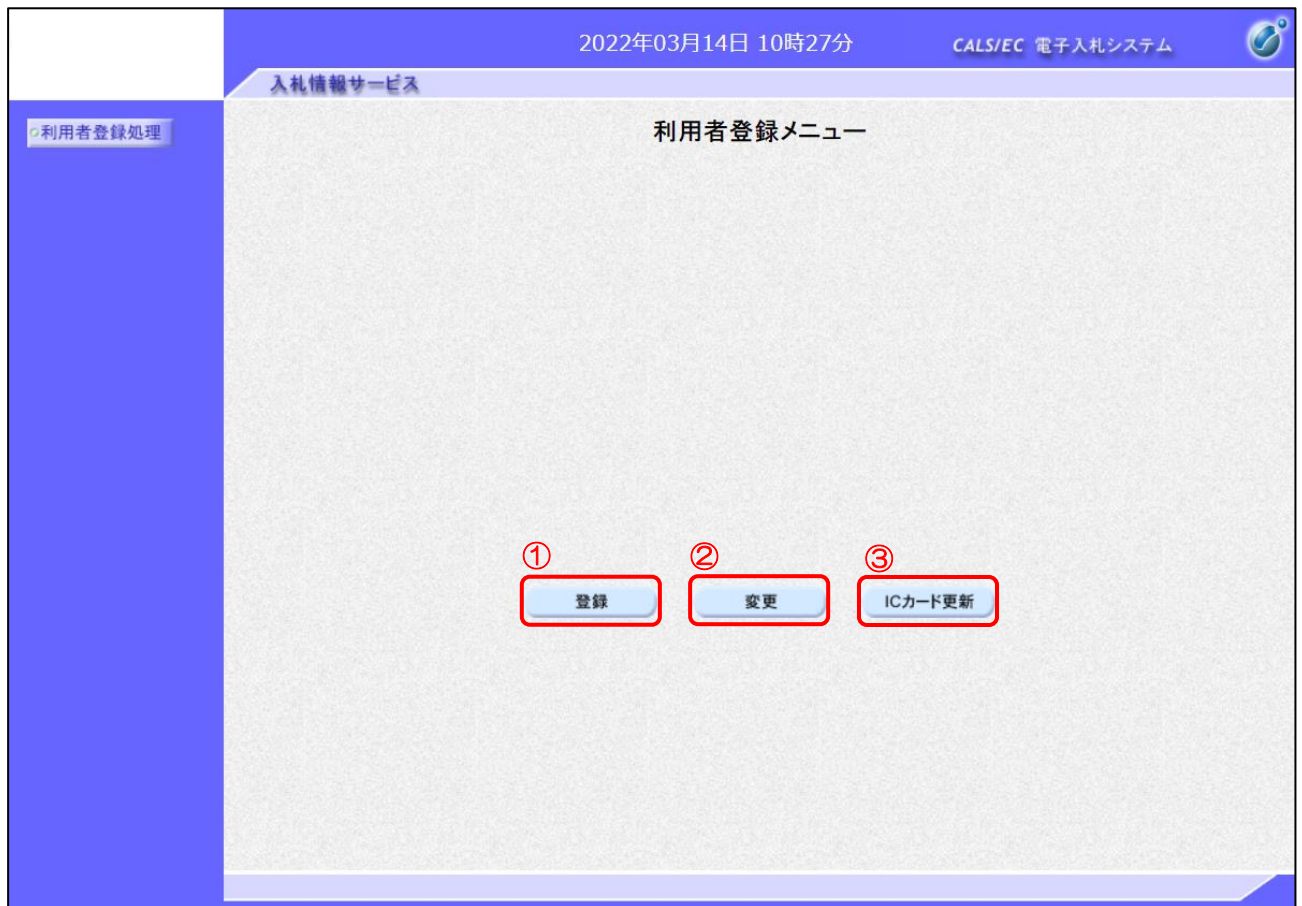 2022年03月14日 10時27分
CALS/EC 電子入札システム
入札情報サービス
○利用者登録処理
利用者登録メニュー
① ② ③
登録 変更 ICカード更新